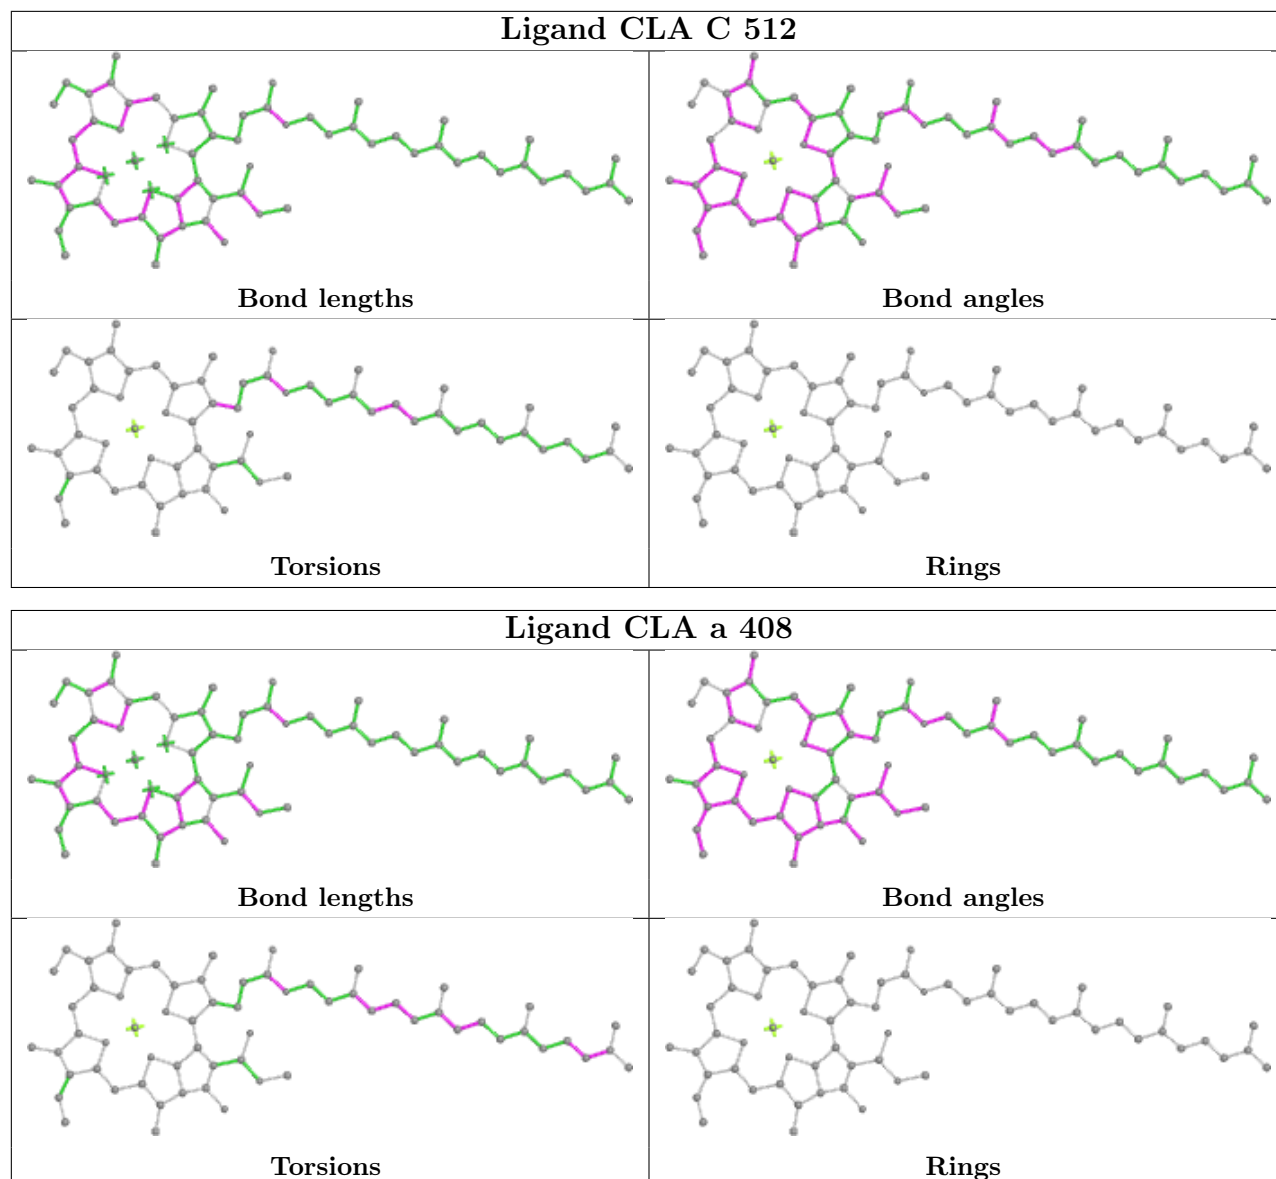 Ligand CLA C 512
Bond lengths
Bond angles
Torsions
Rings
Ligand CLA a 408
Bond lengths
Bond angles
Torsions
Rings